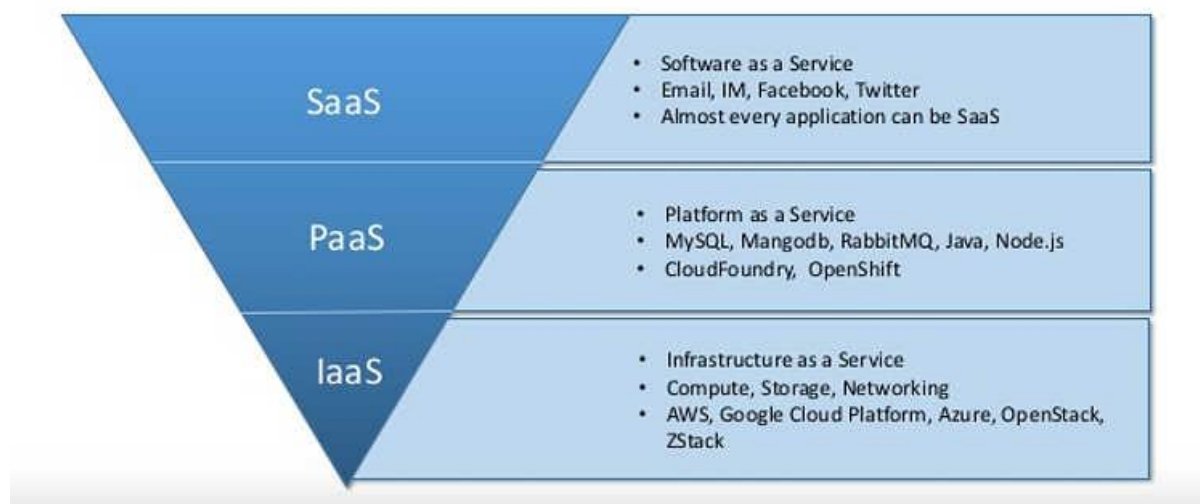 SaaS
• Software as a Service
• Email, IM, Facebook, Twitter
• Almost every application can be SaaS
PaaS
• Platform as a Service
• MySQL, Mangodb, RabbitMQ, Java, Node.js
• CloudFoundry, OpenShift
IaaS
• Infrastructure as a Service
• Compute, Storage, Networking
• AWS, Google Cloud Platform, Azure, OpenStack,
ZStack